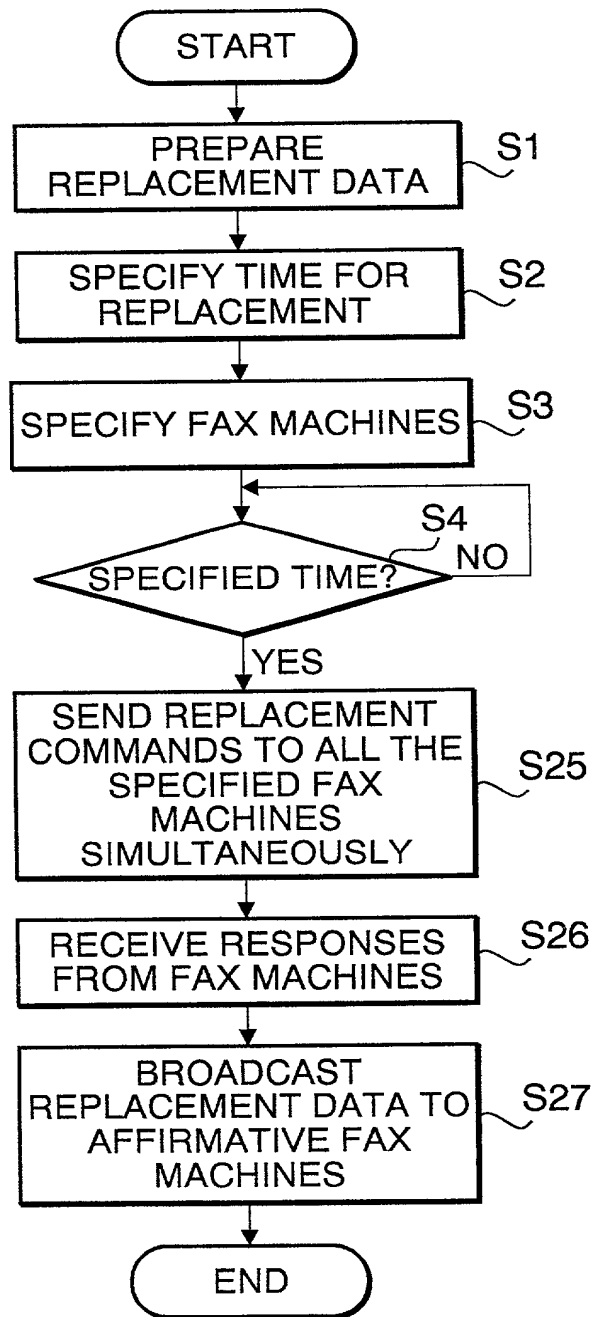 START
PREPARE
REPLACEMENT DATA
S1
SPECIFY TIME FOR
REPLACEMENT
S2
SPECIFY FAX MACHINES
S3
SPECIFIED TIME?
S4
NO
YES
SEND REPLACEMENT
COMMANDS TO ALL THE
SPECIFIED FAX
MACHINES
SIMULTANEOUSLY
S25
RECEIVE RESPONSES
FROM FAX MACHINES
S26
BROADCAST
REPLACEMENT DATA TO
AFFIRMATIVE FAX
MACHINES
S27
END